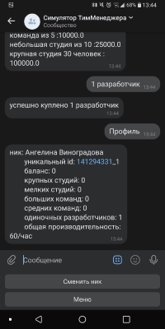 68% 13:44
Симулятор ТимМенеджера
Сообщество
команда из 5 :10000.0
небольшая студия из 10 :25000.0
крупная студия 30 человек :
100000.0
13:44
1 разработчик
13:44
успешно куплено 1 разработчик
13:44
Профиль
13:44
ник: Ангелина Виноградова
уникальный id: 141294331_1
баланс: 0
крупных студий: 0
мелких студий: 0
больших команд: 0
средних команд: 0
одиночных разработчиков: 1
общая производительность:
60/час
13:44
Сообщение
Сменить ник
Меню